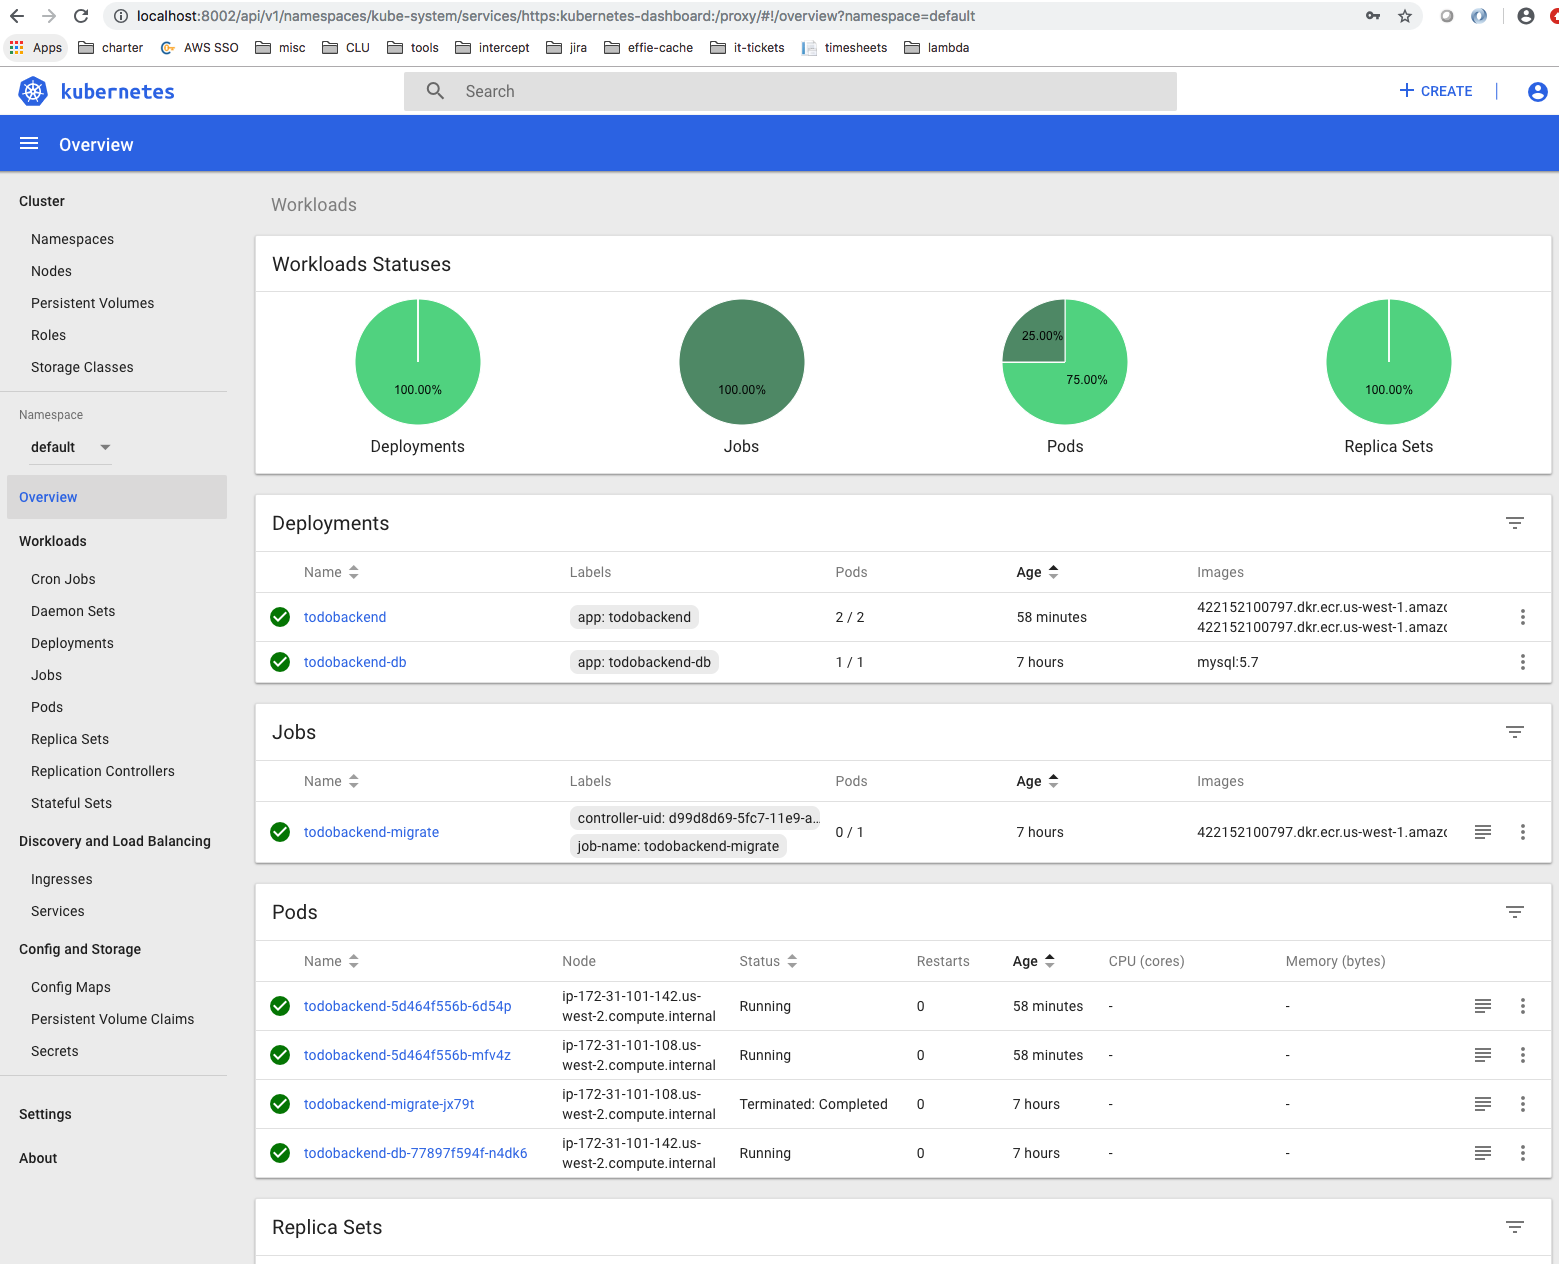 localhost:8002/api/v1/namespaces/kube-system/services/https:kubernetes-dashboard:/proxy/#!/overview?namespace=default
Apps charter AWS SSO misc CLU tools intercept jira effie-cache it-tickets timesheets lambda
kubernetes Search + CREATE
Overview
Cluster
Namespaces
Nodes
Persistent Volumes
Roles
Storage Classes
Namespace
default
Overview
Workloads
Cron Jobs
Daemon Sets
Deployments
Jobs
Pods
Replica Sets
Replication Controllers
Stateful Sets
Discovery and Load Balancing
Ingresses
Services
Config and Storage
Config Maps
Persistent Volume Claims
Secrets
Settings
About
Workloads
Workloads Statuses
100.00% 100.00% 25.00% 75.00% 100.00%
Deployments Jobs Pods Replica Sets
Deployments
Name Labels Pods Age Images
todobackend app: todobackend 2 / 2 58 minutes 422152100797.dkr.ecr.us-west-1.amazc
422152100797.dkr.ecr.us-west-1.amazc
todobackend-db app: todobackend-db 1 / 1 7 hours mysql:5.7
Jobs
Name Labels Pods Age Images
todobackend-migrate controller-uid: d99d8d69-5fc7-11e9-a... 0 / 1 7 hours 422152100797.dkr.ecr.us-west-1.amazc
job-name: todobackend-migrate
Pods
Name Node Status Restarts Age CPU (cores) Memory (bytes)
todobackend-5d464f556b-6d54p ip-172-31-101-142.us-west-2.compute.internal Running 0 58 minutes - -
todobackend-5d464f556b-mfv4z ip-172-31-101-108.us-west-2.compute.internal Running 0 58 minutes - -
todobackend-migrate-jx79t ip-172-31-101-108.us-west-2.compute.internal Terminated: Completed 0 7 hours - -
todobackend-db-77897f594f-n4dk6 ip-172-31-101-142.us-west-2.compute.internal Running 0 7 hours - -
Replica Sets